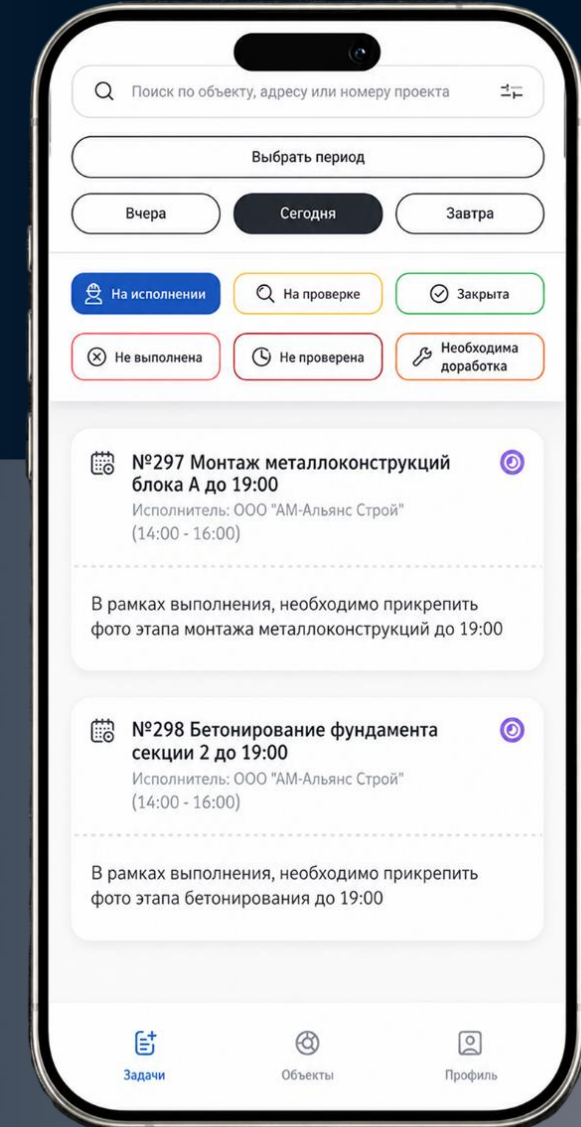 Поиск по объекту, адресу или номеру проекта
Выбрать период
Вчера
Сегодня
Завтра
На исполнении
На проверке
Закрыта
Не выполнена
Не проверена
Необходима
доработка
№297 Монтаж металлоконструкций
блока А до 19:00
Исполнитель: ООО "АМ-Альянс Строй"
(14:00 - 16:00)
В рамках выполнения, необходимо прикрепить
фото этапа монтажа металлоконструкций до 19:00
№298 Бетонирование фундамента
секции 2 до 19:00
Исполнитель: ООО "АМ-Альянс Строй"
(14:00 - 16:00)
В рамках выполнения, необходимо прикрепить
фото этапа бетонирования до 19:00
Задачи
Объекты
Профиль